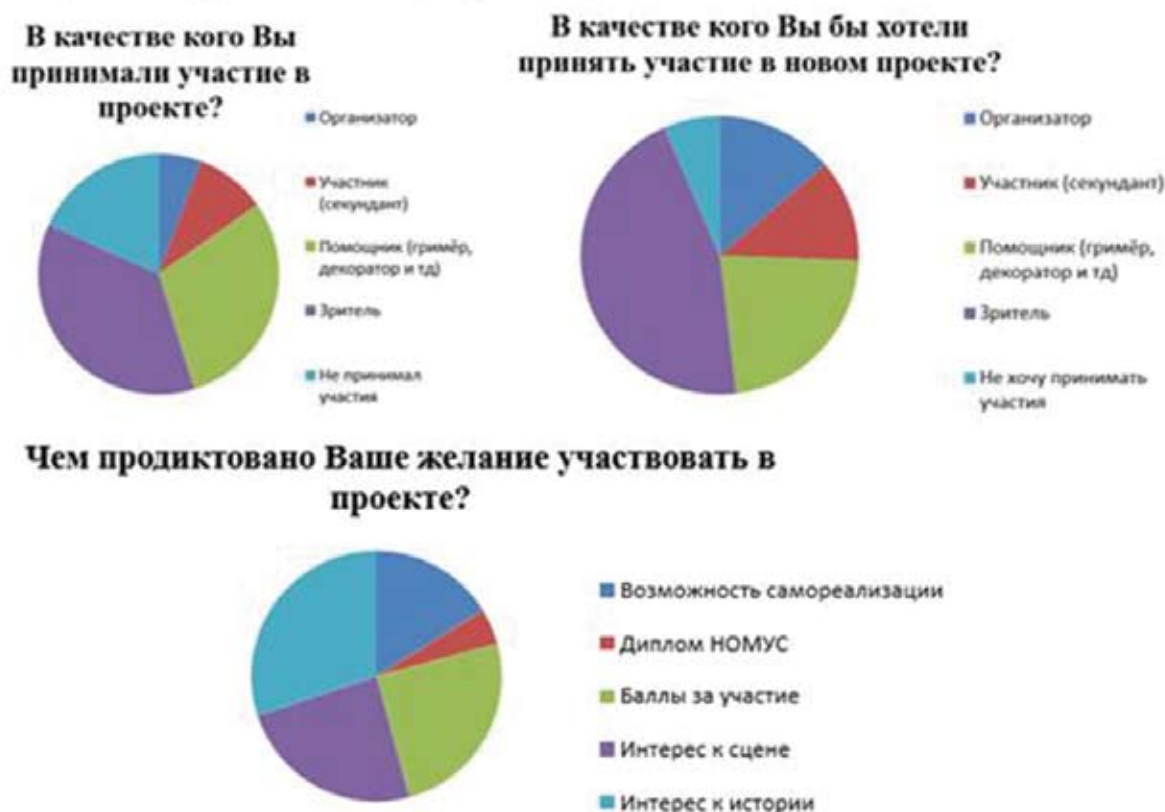 В качестве кого Вы
принимали участие в
проекте?
Организатор
Участник
(секундант)
Помощник (гримёр,
декоратор и тд)
Зритель
Не принимал
участия
В качестве кого Вы бы хотели
принять участие в новом проекте?
Организатор
Участник (секундант)
Помощник (гримёр,
декоратор и тд)
Зритель
Не хочу принимать
участия
Чем продиктовано Ваше желание участвовать в
проекте?
Возможность самореализации
Диплом НОМУС
Баллы за участие
Интерес к сцене
Интерес к истории